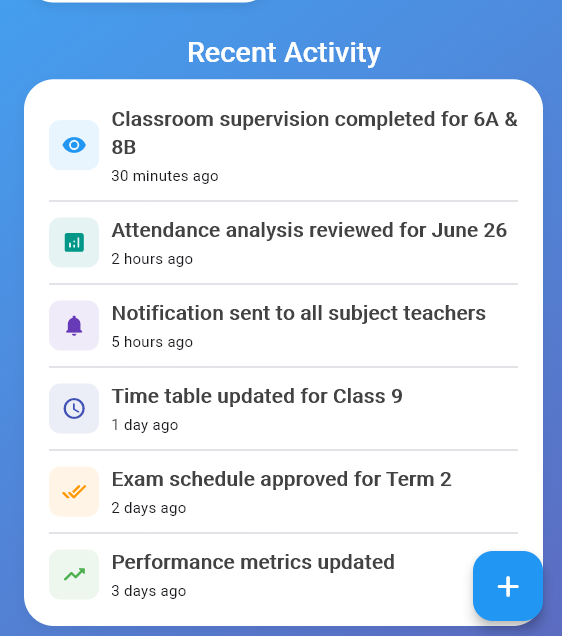 Recent Activity
Classroom supervision completed for 6A &
8B
30 minutes ago
Attendance analysis reviewed for June 26
2 hours ago
Notification sent to all subject teachers
5 hours ago
Time table updated for Class 9
1 day ago
Exam schedule approved for Term 2
2 days ago
Performance metrics updated
3 days ago